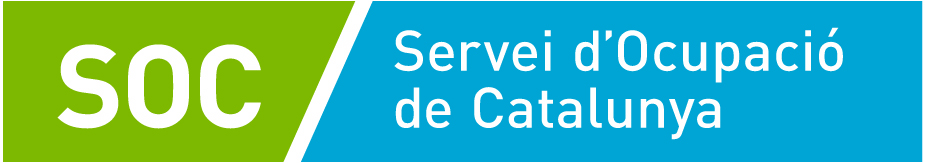 SOC
Servei d'Ocupació
de Catalunya